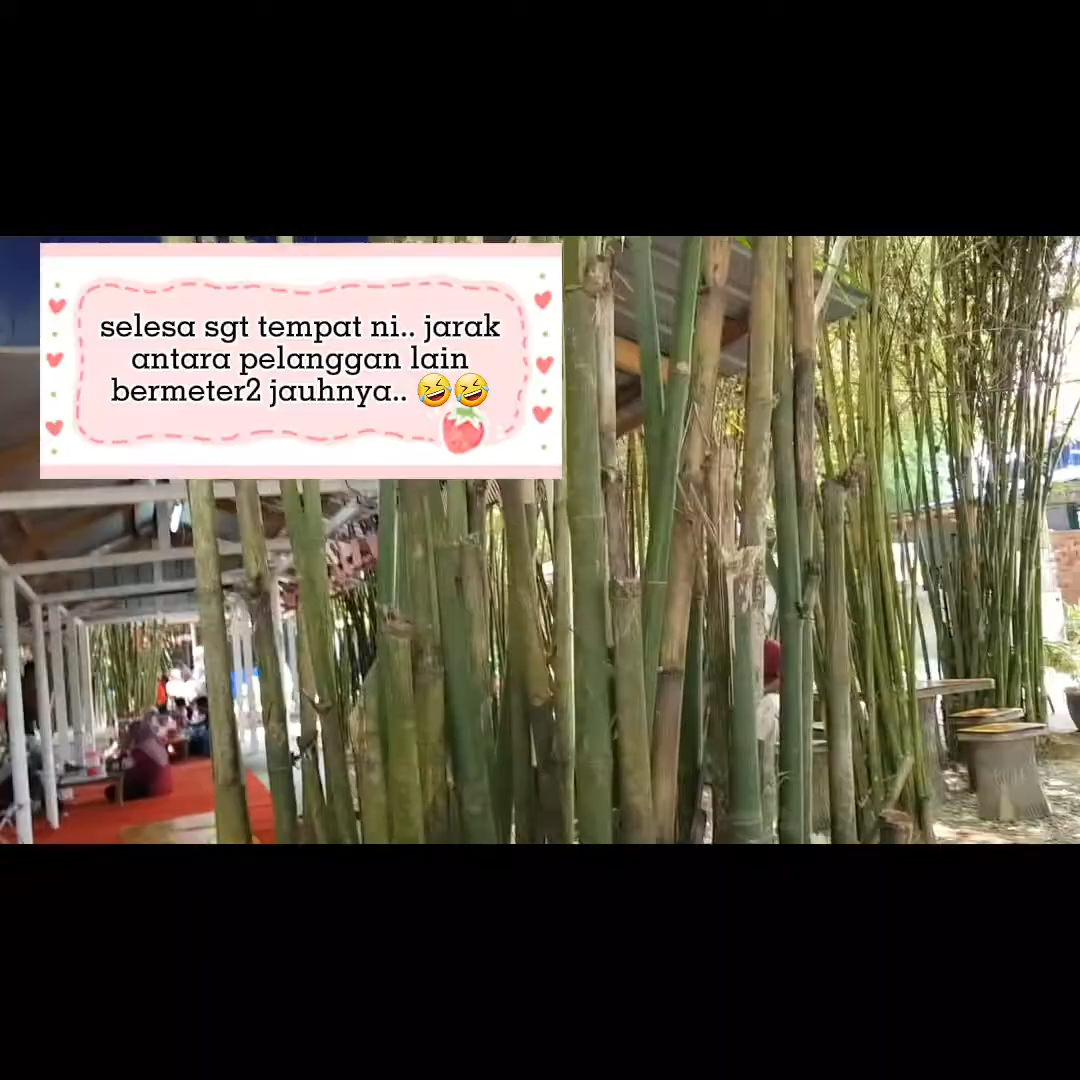 selesa sgt tempat ni.. jarak
antara pelanggan lain
bermeter2 jauhnya.. 🤣🤣